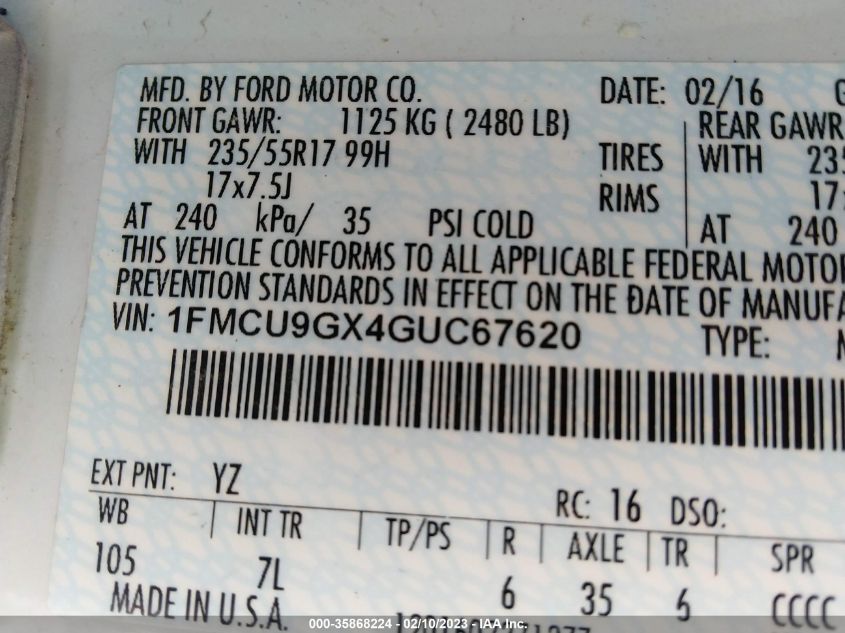 MFD. BY FORD MOTOR CO. DATE: 02/16
FRONT GAWR: 1125 KG ( 2480 LB) REAR GAWR
WITH 235/55R17 99H TIRES WITH 235
17x7.5J RIMS 17
AT 240 kPa/ 35 PSI COLD AT 240
THIS VEHICLE CONFORMS TO ALL APPLICABLE FEDERAL MOTOR
PREVENTION STANDARDS IN EFFECT ON THE DATE OF MANUFA
VIN: 1FMCU9GX4GUC67620 TYPE:
EXT PNT: YZ RC: 16 DSO:
WB INT TR TP/PS R AXLE TR SPR
105 7L 6 35 6 CCCC
MADE IN U.S.A.
000-35868224 - 02/10/2023 - IAA Inc.